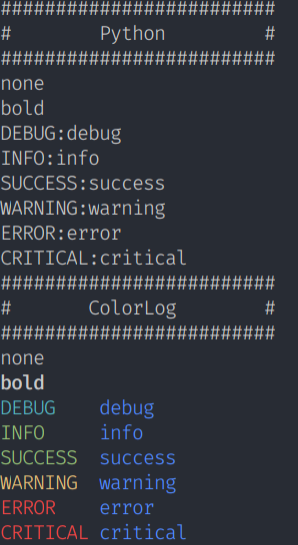 #########################
#        Python         #
#########################
none
bold
DEBUG:debug
INFO:info
SUCCESS:success
WARNING:warning
ERROR:error
CRITICAL:critical
#########################
#       ColorLog        #
#########################
none
bold
DEBUG    debug
INFO     info
SUCCESS  success
WARNING  warning
ERROR    error
CRITICAL critical